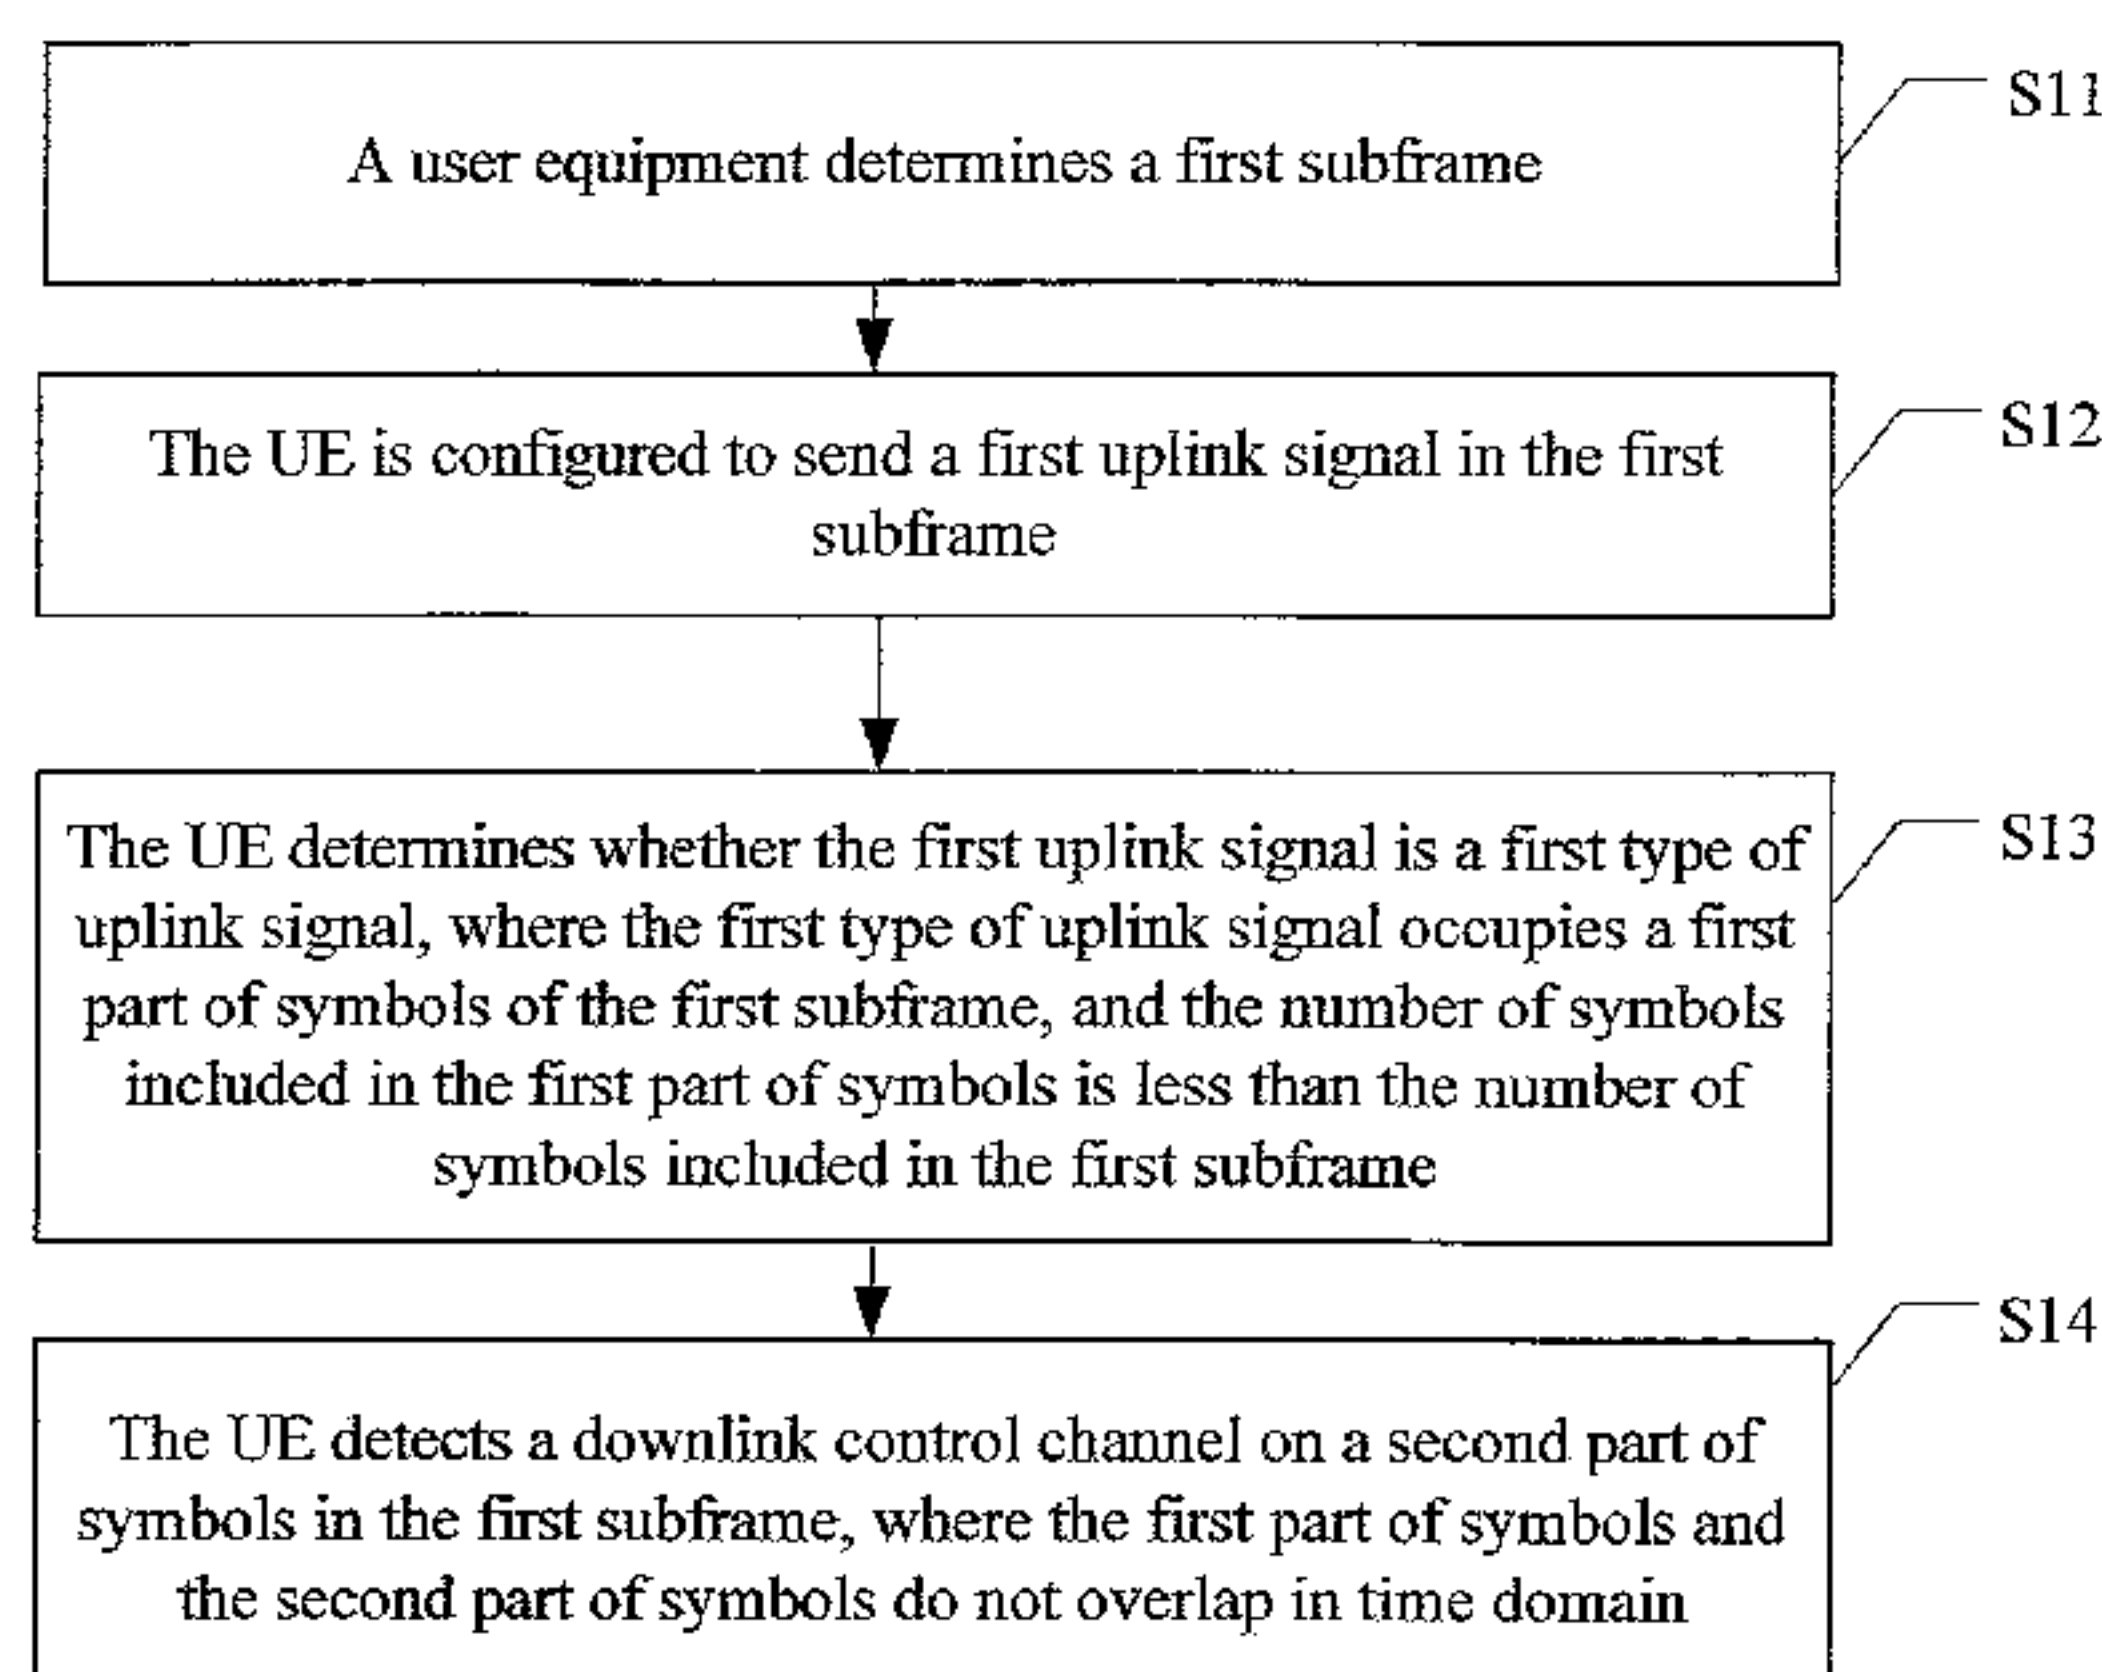 A user equipment determines a first subframe
S11
The UE is configured to send a first uplink signal in the first
subframe
S12
The UE determines whether the first uplink signal is a first type of
uplink signal, where the first type of uplink signal occupies a first
part of symbols of the first subframe, and the number of symbols
included in the first part of symbols is less than the number of
symbols included in the first subframe
S13
The UE detects a downlink control channel on a second part of
symbols in the first subframe, where the first part of symbols and
the second part of symbols do not overlap in time domain
S14